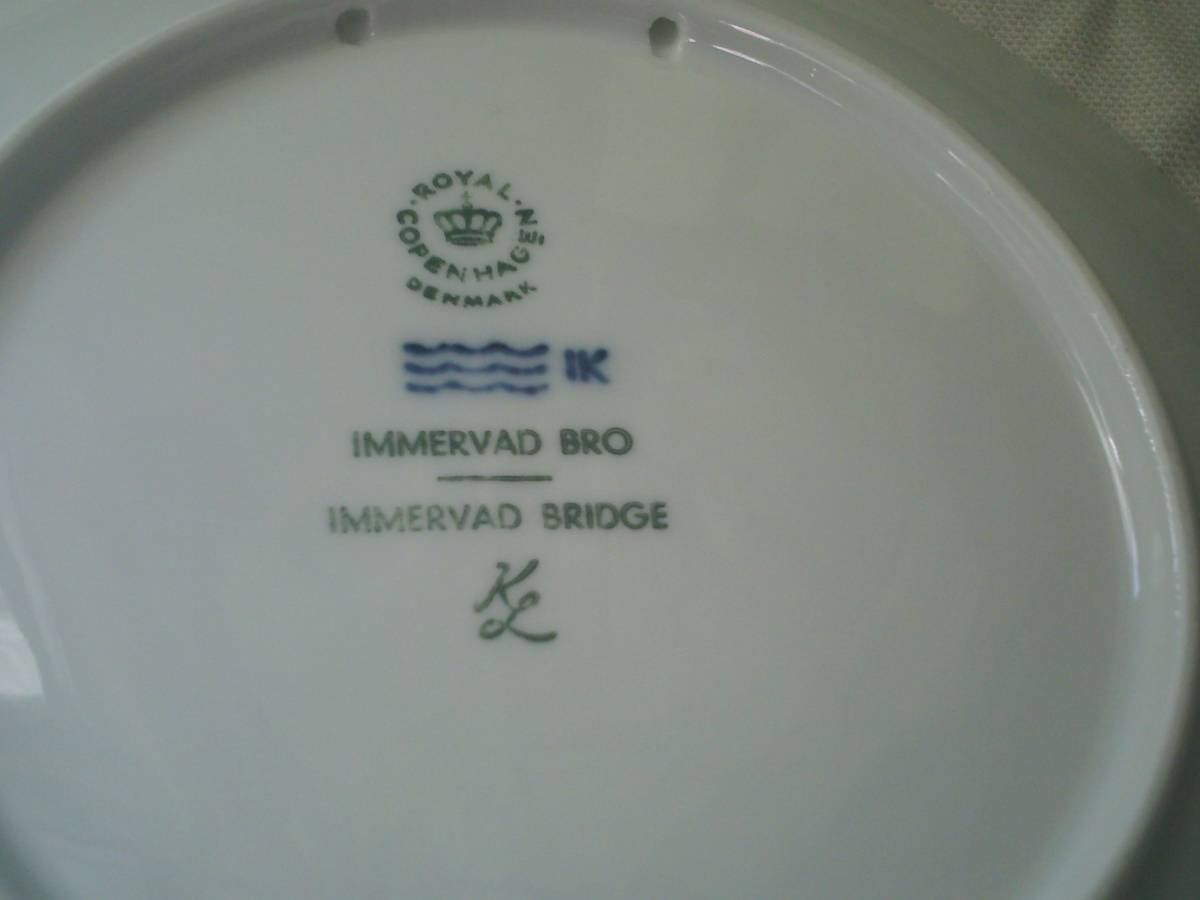 ROYAL COPENHAGEN
DENMARK
IK
IMMERVAD BRO
IMMERVAD BRIDGE
KL